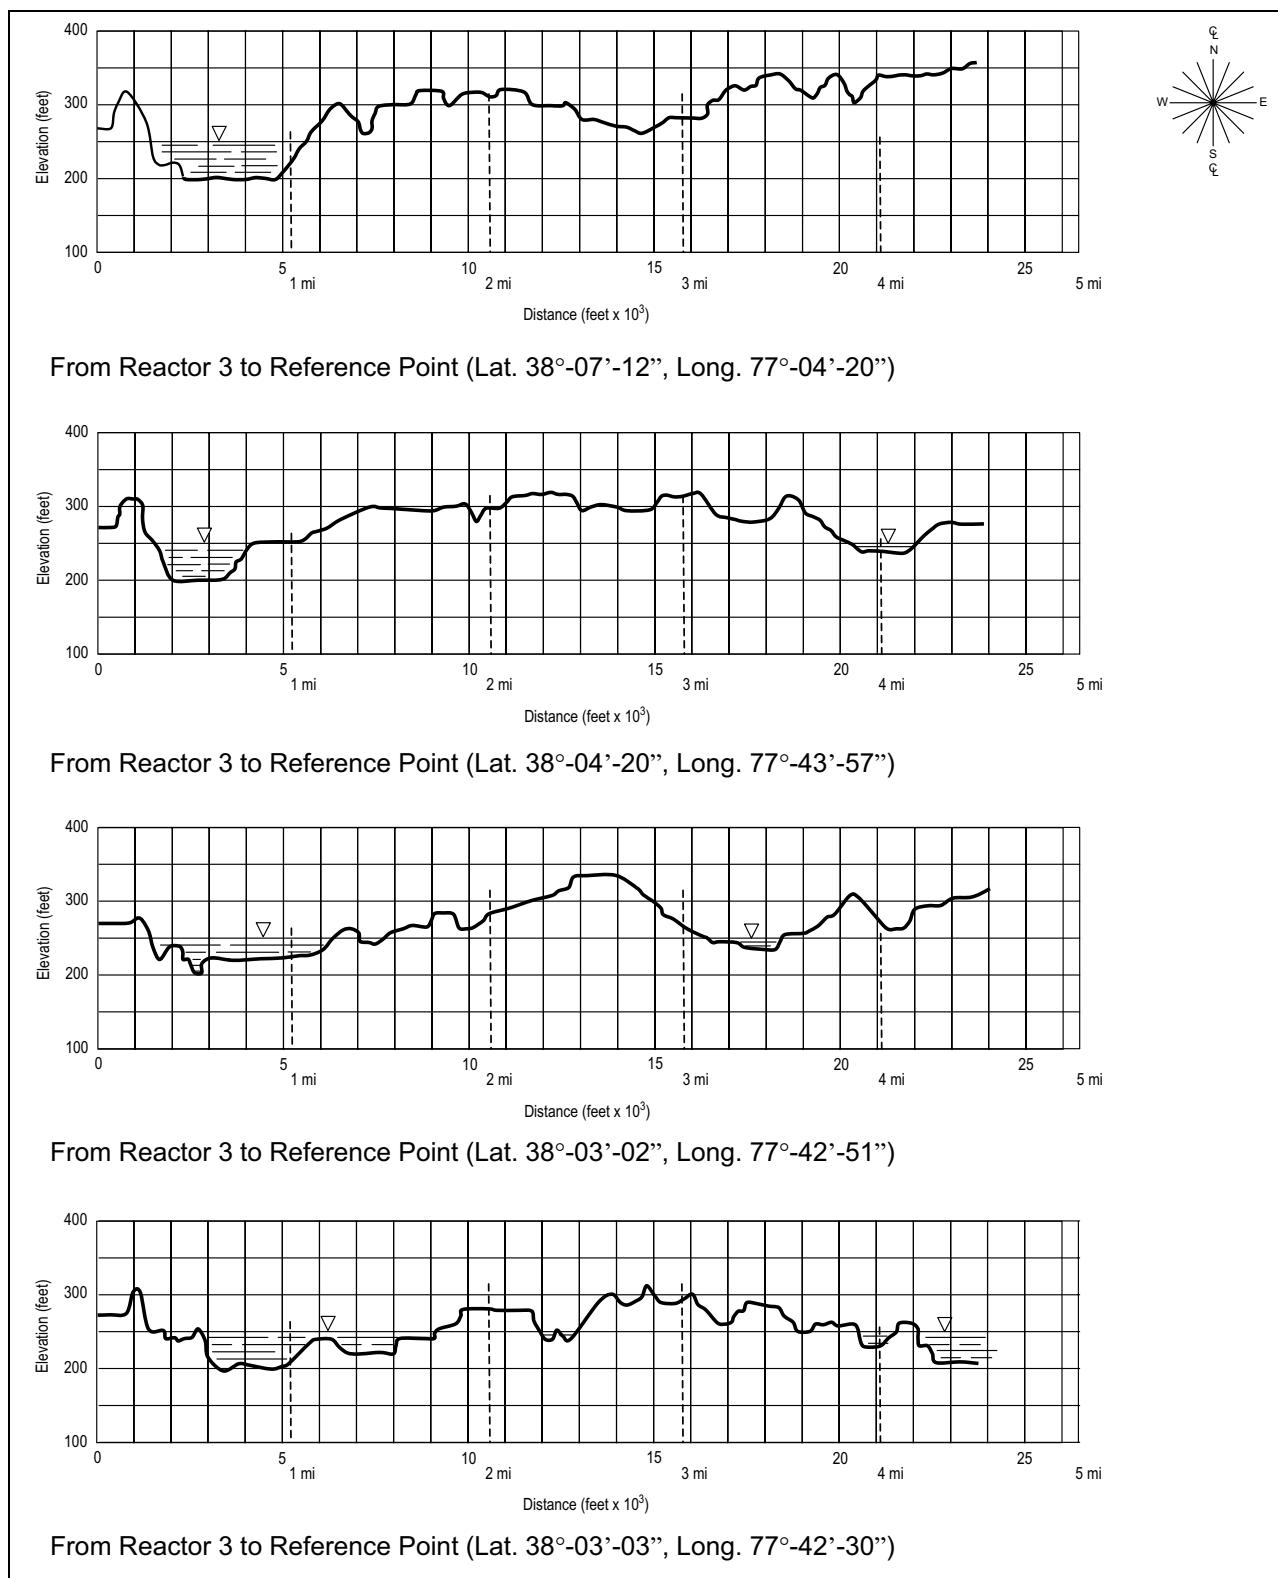 400
300
200
100
Elevation (feet)
0 5 10 15 20 25
1 mi 2 mi 3 mi 4 mi 5 mi
Distance (feet x 10³)
℄
N
W E
S
℄
From Reactor 3 to Reference Point (Lat. 38°-07’-12”, Long. 77°-04’-20”)
400
300
200
100
Elevation (feet)
0 5 10 15 20 25
1 mi 2 mi 3 mi 4 mi 5 mi
Distance (feet x 10³)
From Reactor 3 to Reference Point (Lat. 38°-04’-20”, Long. 77°-43’-57”)
400
300
200
100
Elevation (feet)
0 5 10 15 20 25
1 mi 2 mi 3 mi 4 mi 5 mi
Distance (feet x 10³)
From Reactor 3 to Reference Point (Lat. 38°-03’-02”, Long. 77°-42’-51”)
400
300
200
100
Elevation (feet)
0 5 10 15 20 25
1 mi 2 mi 3 mi 4 mi 5 mi
Distance (feet x 10³)
From Reactor 3 to Reference Point (Lat. 38°-03’-03”, Long. 77°-42’-30”)